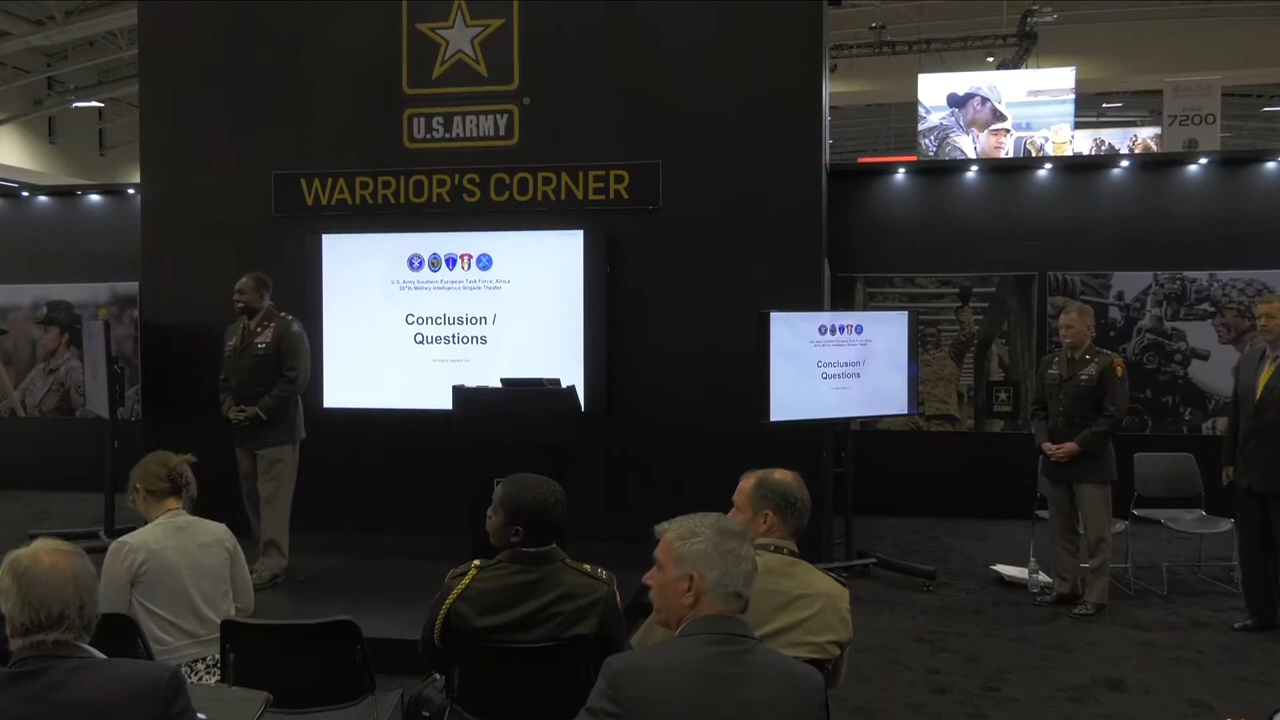 U.S.ARMY
WARRIOR'S CORNER
U.S. Army Southern European Task Force, Africa
207th Military Intelligence Brigade-Theater
Conclusion /
Questions
Conclusion /
Questions
7200